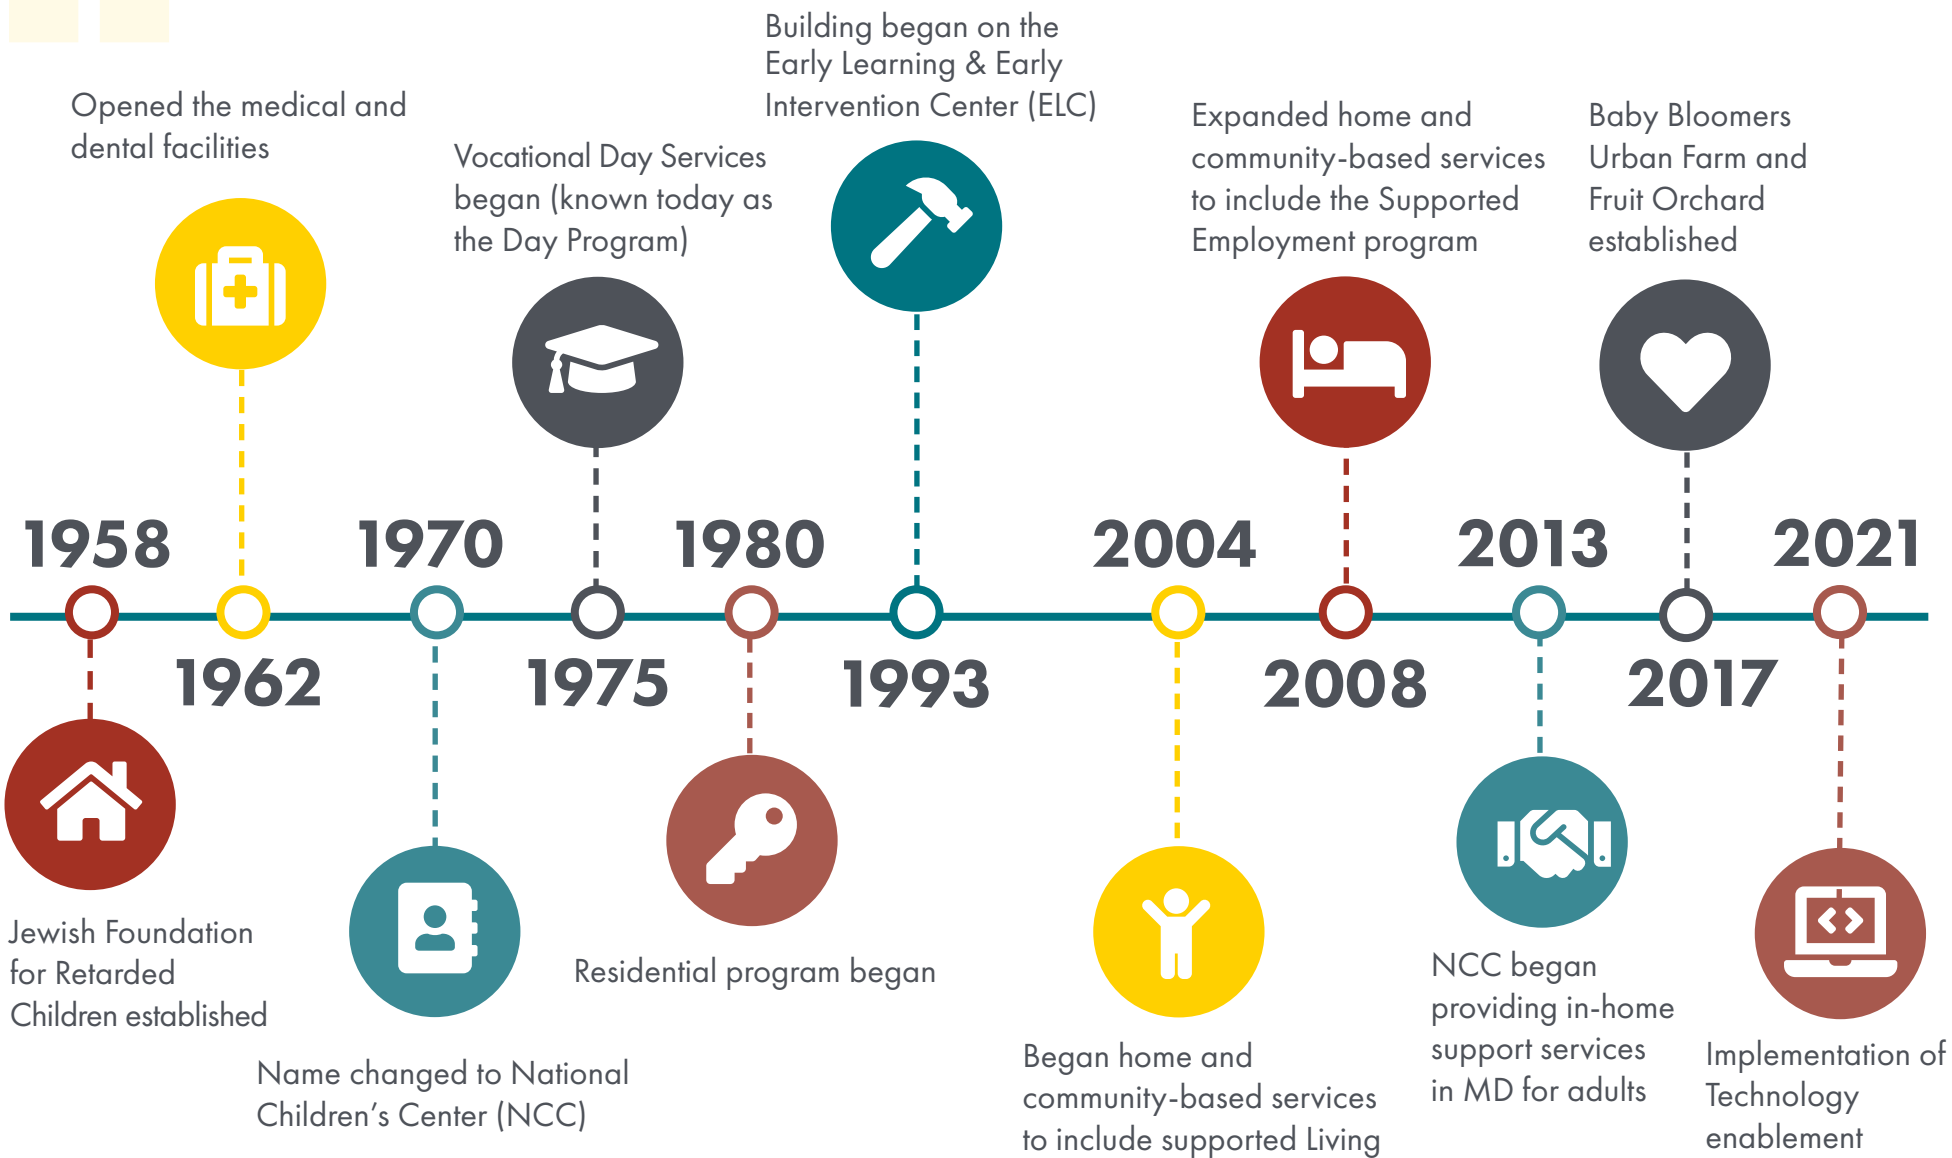 Building began on the
Early Learning & Early
Intervention Center (ELC)
Opened the medical and
dental facilities
Vocational Day Services
began (known today as
the Day Program)
Expanded home and
community-based services
to include the Supported
Employment program
Baby Bloomers
Urban Farm and
Fruit Orchard
established
1958
1970
1980
2004
2013
2021
1962
1975
1993
2008
2017
Jewish Foundation
for Retarded
Children established
Name changed to National
Children’s Center (NCC)
Residential program began
Began home and
community-based services
to include supported Living
NCC began
providing in-home
support services
in MD for adults
Implementation of
Technology
enablement